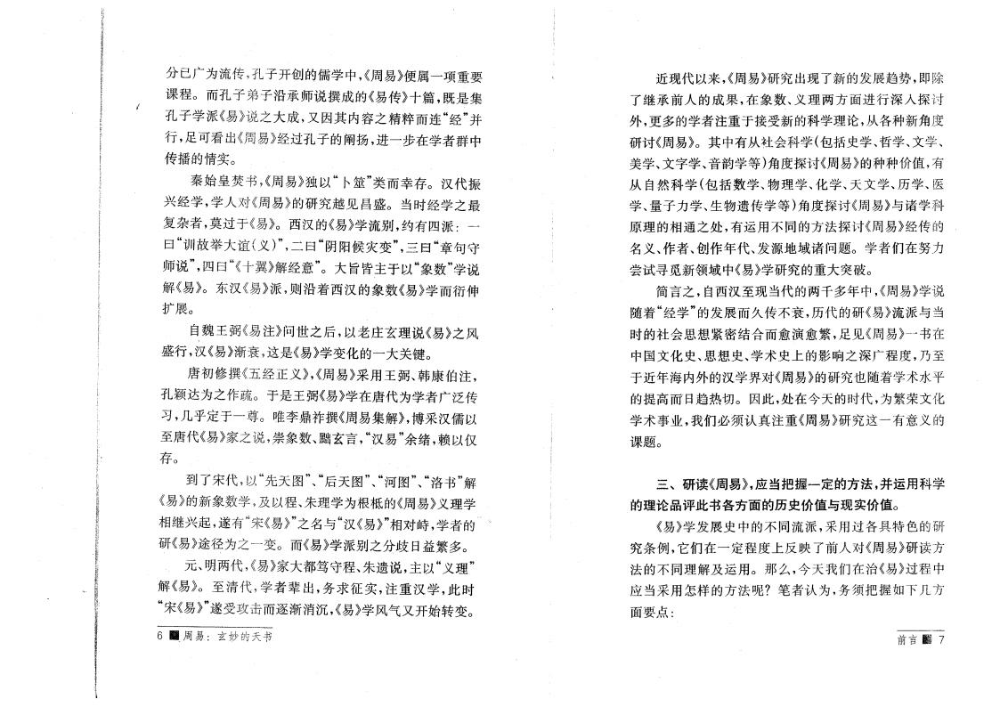 分已广为流传,孔子开创的儒学中,《周易》便属一项重要
课程。而孔子弟子沿承师说撰成的《易传》十篇,既是集
孔子学派《易》说之大成,又因其内容之精粹而连“经”并
行,足可看出《周易》经过孔子的阐扬,进一步在学者群中
传播的情实。
秦始皇焚书,《周易》独以“卜筮”类而幸存。汉代振
兴经学,学人对《周易》的研究越见昌盛。当时经学之最
复杂者,莫过于《易》。西汉的《易》学流别,约有四派：一
曰“训故举大谊(义)”,二曰“阴阳候灾变”,三曰“章句守
师说”,四曰“《十翼》解经意”。大旨皆主于以“象数”学说
解《易》。东汉《易》派,则沿着西汉的象数《易》学而衍伸
扩展。
自魏王弼《易注》问世之后,以老庄玄理说《易》之风
盛行,汉《易》渐衰,这是《易》学变化的一大关键。
唐初修撰《五经正义》,《周易》采用王弼、韩康伯注,
孔颖达为之作疏。于是王弼《易》学在唐代为学者广泛传
习,几乎定于一尊。唯李鼎祚撰《周易集解》,博采汉儒以
至唐代《易》家之说,崇象数、黜玄言,“汉易”余绪,赖以仅
存。
到了宋代,以“先天图”、“后天图”、“河图”、“洛书”解
《易》的新象数学,及以程、朱理学为根柢的《周易》义理学
相继兴起,遂有“宋《易》”之名与“汉《易》”相对峙,学者的
研《易》途径为之一变。而《易》学派别之分歧日益繁多。
元、明两代,《易》家大都笃守程、朱遗说,主以“义理”
解《易》。至清代,学者辈出,务求征实,注重汉学,此时
“宋《易》”遂受攻击而逐渐消沉,《易》学风气又开始转变。
6 周易：玄妙的天书
近现代以来,《周易》研究出现了新的发展趋势,即除
了继承前人的成果,在象数、义理两方面进行深入探讨
外,更多的学者注重于接受新的科学理论,从各种新角度
研讨《周易》。其中有从社会科学(包括史学、哲学、文学、
美学、文字学、音韵学等)角度探讨《周易》的种种价值,有
从自然科学(包括数学、物理学、化学、天文学、历学、医
学、量子力学、生物遗传学等)角度探讨《周易》与诸学科
原理的相通之处,有运用不同的方法探讨《周易》经传的
名义、作者、创作年代、发源地域诸问题。学者们在努力
尝试寻觅新领域中《易》学研究的重大突破。
简言之,自西汉至现当代的两千多年中,《周易》学说
随着“经学”的发展而久传不衰,历代的研《易》流派与当
时的社会思想紧密结合而愈演愈繁,足见《周易》一书在
中国文化史、思想史、学术史上的影响之深广程度,乃至
于近年海内外的汉学界对《周易》的研究也随着学术水平
的提高而日趋热切。因此,处在今天的时代,为繁荣文化
学术事业,我们必须认真注重《周易》研究这一有意义的
课题。
三、研读《周易》,应当把握一定的方法,并运用科学
的理论品评此书各方面的历史价值与现实价值。
《易》学发展史中的不同流派,采用过各具特色的研
究条例,它们在一定程度上反映了前人对《周易》研读方
法的不同理解及运用。那么,今天我们在治《易》过程中
应当采用怎样的方法呢？笔者认为,务须把握如下几方
面要点：
前言 7